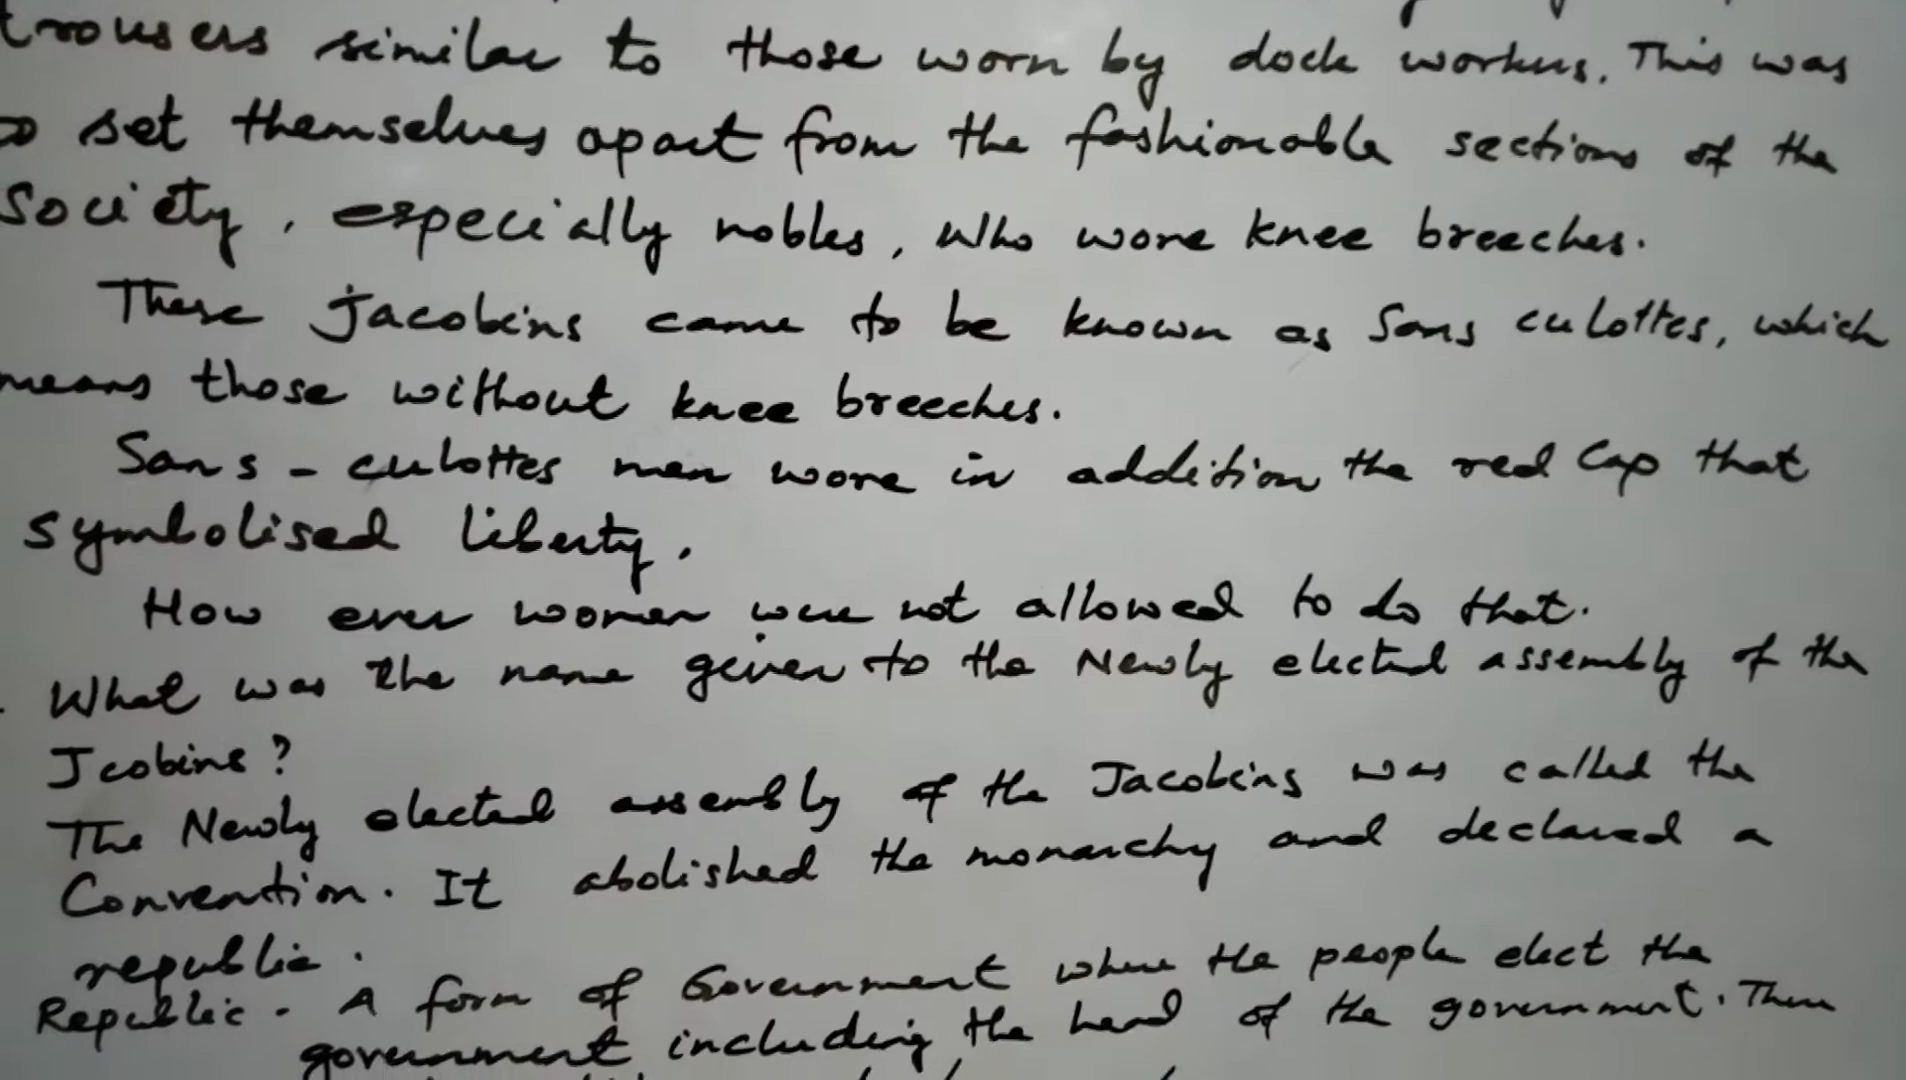 trousers similar to those worn by dock workers. This was
set themselves apart from the fashionable sections of the
Society, especially nobles, who wore knee breeches.
These Jacobins came to be known as Sans culottes, which
means those without knee breeches.
Sans - culottes men wore in addition the red Cap that
symbolised liberty.
How ever women were not allowed to do that.
What was the name given to the Newly elected assembly of the
Jcobins?
The Newly elected assembly of the Jacobins was called the
Convention. It abolished the monarchy and declared a
republic.
Republic - A form of Government where the people elect the
government including the head of the government. There